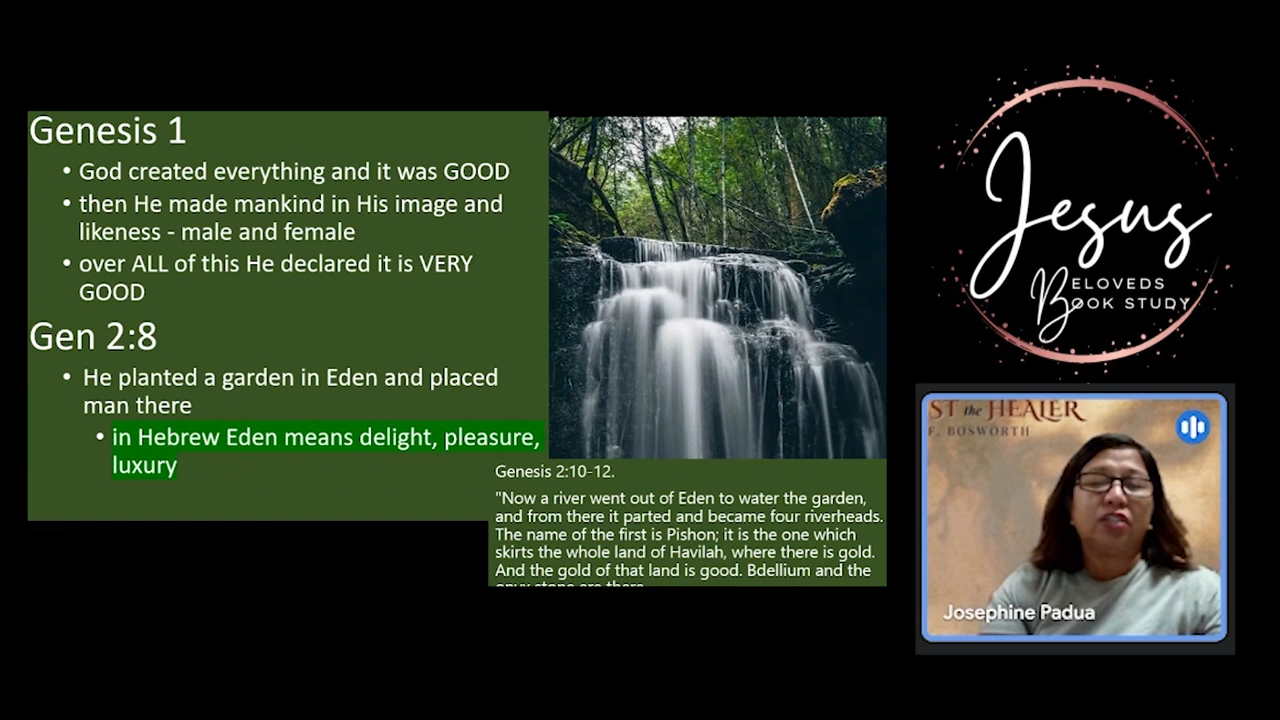 Genesis 1
• God created everything and it was GOOD
• then He made mankind in His image and
likeness - male and female
• over ALL of this He declared it is VERY
GOOD
Gen 2:8
• He planted a garden in Eden and placed
man there
• in Hebrew Eden means delight, pleasure,
luxury
Genesis 2:10-12.
"Now a river went out of Eden to water the garden,
and from there it parted and became four riverheads.
The name of the first is Pishon; it is the one which
skirts the whole land of Havilah, where there is gold.
And the gold of that land is good. Bdellium and the
onyx stone are there
Jesus
BELOVEDS
BOOK STUDY
ST the HEALER
F. BOSWORTH
Josephine Padua